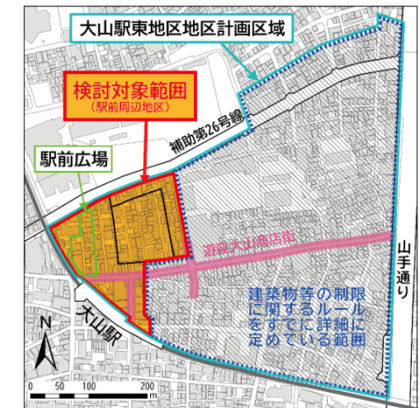 大山駅東地区地区計画区域
検討対象範囲
(駅前周辺地区)
補助第26号線
駅前広場
遊座大山商店街
山手通り
建築物等の制限
に関するルール
をすでに詳細に
定めている範囲
大山駅
N
0 50 100 200
m